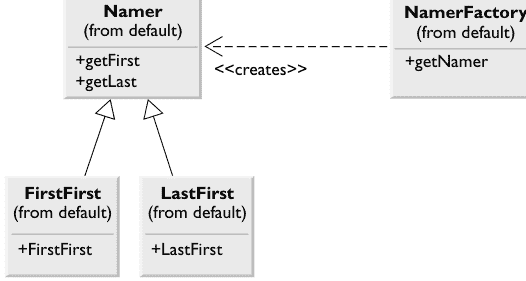 Namer
(from default)
+getFirst
+getLast
NamerFactory
(from default)
+getNamer
<<creates>>
FirstFirst
(from default)
+FirstFirst
LastFirst
(from default)
+LastFirst